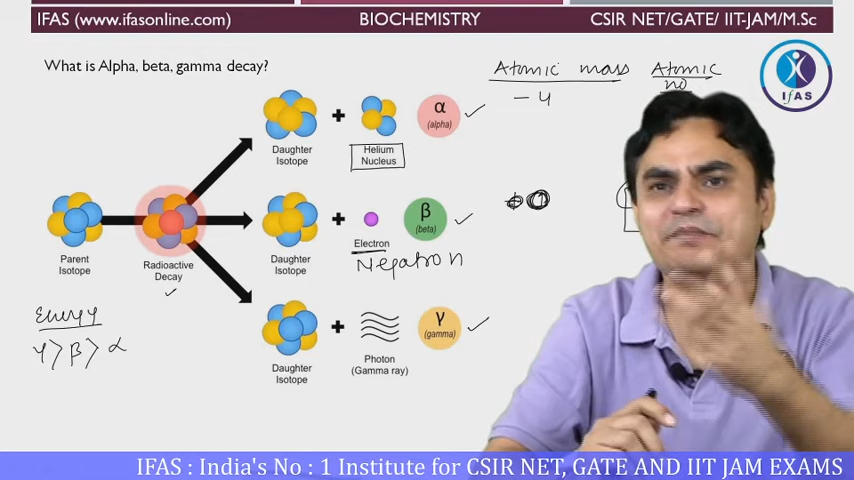 IFAS (www.ifasonline.com)
BIOCHEMISTRY
CSIR NET/GATE/ IIT-JAM/M.Sc
What is Alpha, beta, gamma decay?
Atomic mass
Atomic
no
IFAS
- 4
α
(alpha)
Daughter
Isotope
Helium
Nucleus
β
(beta)
Parent
Isotope
Radioactive
Decay
Daughter
Isotope
Electron
Negatron
Energy
γ > β > α
γ
(gamma)
Daughter
Isotope
Photon
(Gamma ray)
IFAS : India's No : 1 Institute for CSIR NET, GATE AND IIT JAM EXAMS